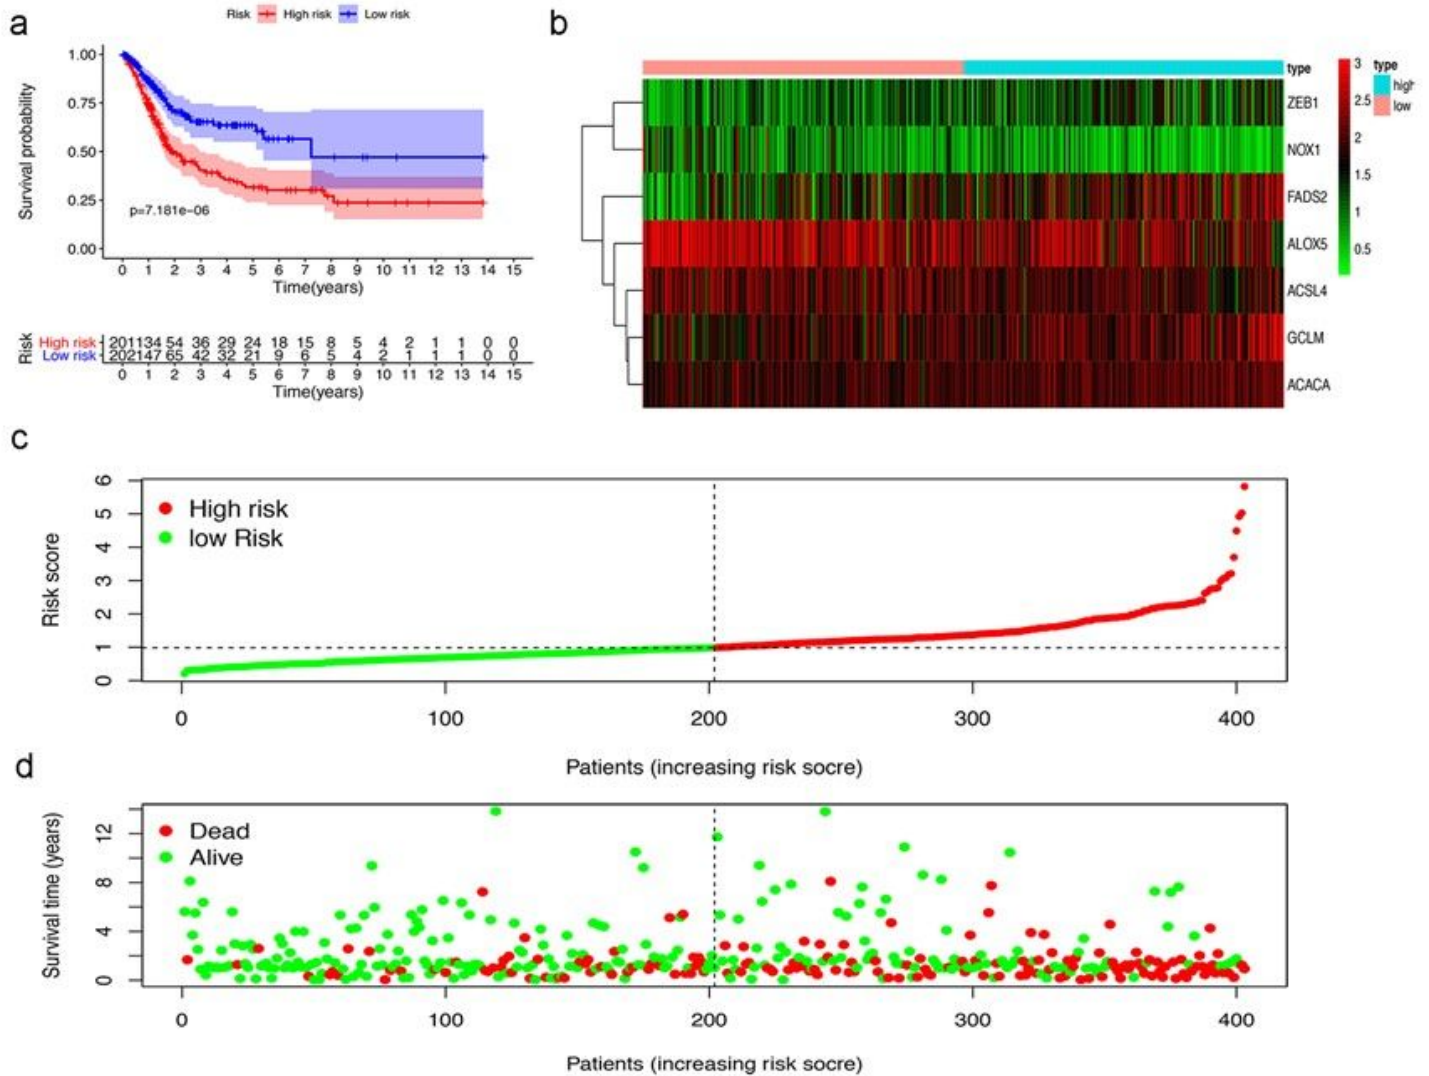 a
Risk High risk Low risk
1.00
0.75
0.50
0.25
0.00
Survival probability
p=7.181e−06
0 1 2 3 4 5 6 7 8 9 10 11 12 13 14 15
Time(years)
Risk
High risk 201 134 54 36 29 24 18 15 8 5 4 2 1 1 0 0
Low risk 202 147 65 42 32 21 9 6 5 4 2 1 1 1 0 0
0 1 2 3 4 5 6 7 8 9 10 11 12 13 14 15
Time(years)
b
type
ZEB1
NOX1
FADS2
ALOX5
ACSL4
GCLM
ACACA
3
2.5
2
1.5
1
0.5
type
high
low
c
6
5
4
3
2
1
0
Risk score
High risk
low Risk
0 100 200 300 400
Patients (increasing risk socre)
d
12
8
4
0
Survival time (years)
Dead
Alive
0 100 200 300 400
Patients (increasing risk socre)